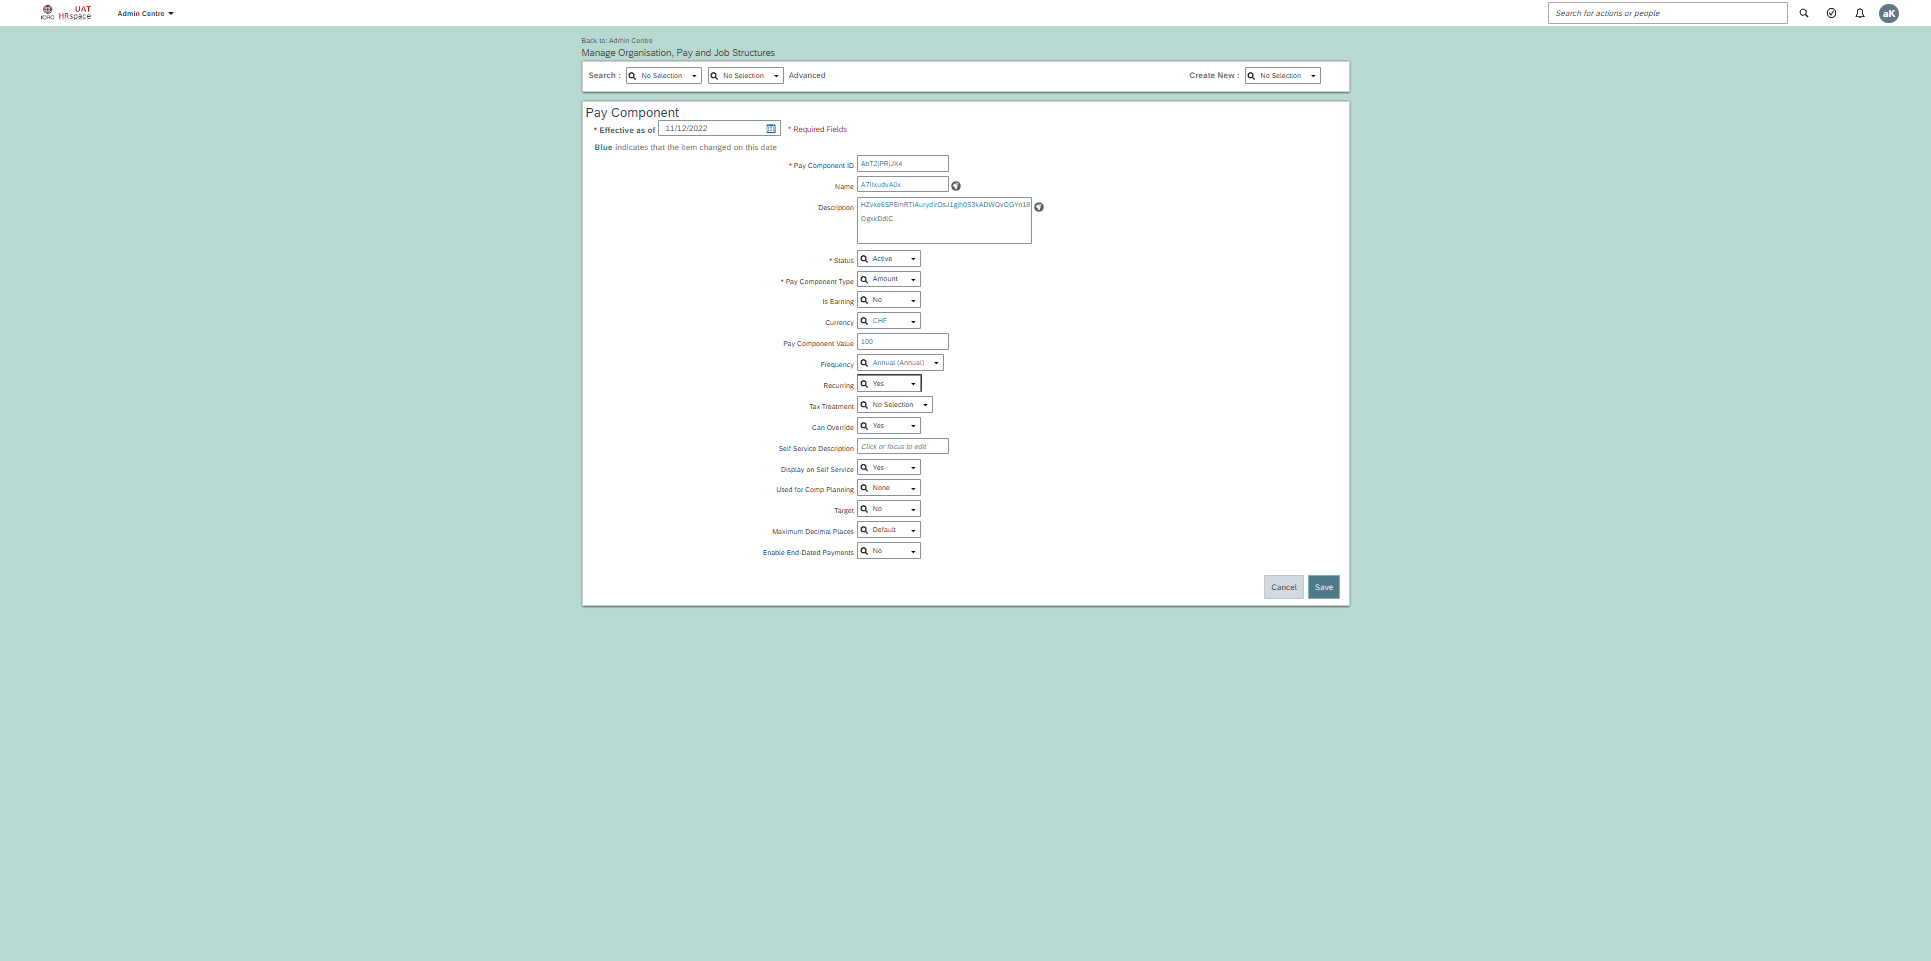 ICRC
UAT
HRspace
Admin Centre
Search for actions or people
aK
Back to: Admin Centre
Manage Organisation, Pay and Job Structures
Search : No Selection No Selection Advanced
Create New : No Selection
Pay Component
* Effective as of 11/12/2022 * Required Fields
Blue indicates that the item changed on this date
* Pay Component ID AbT2jPRjJX4
Name
Description
OgxkDdlC
* Status Active
* Pay Component Type Amount
Is Earning No
Currency CHF
Pay Component Value 100
Frequency Annual (Annual)
Recurring Yes
Tax Treatment No Selection
Can Override Yes
Self Service Description Click or focus to edit
Display on Self Service Yes
Used for Comp Planning None
Target No
Maximum Decimal Places Default
Enable End-Dated Payments No
Cancel Save